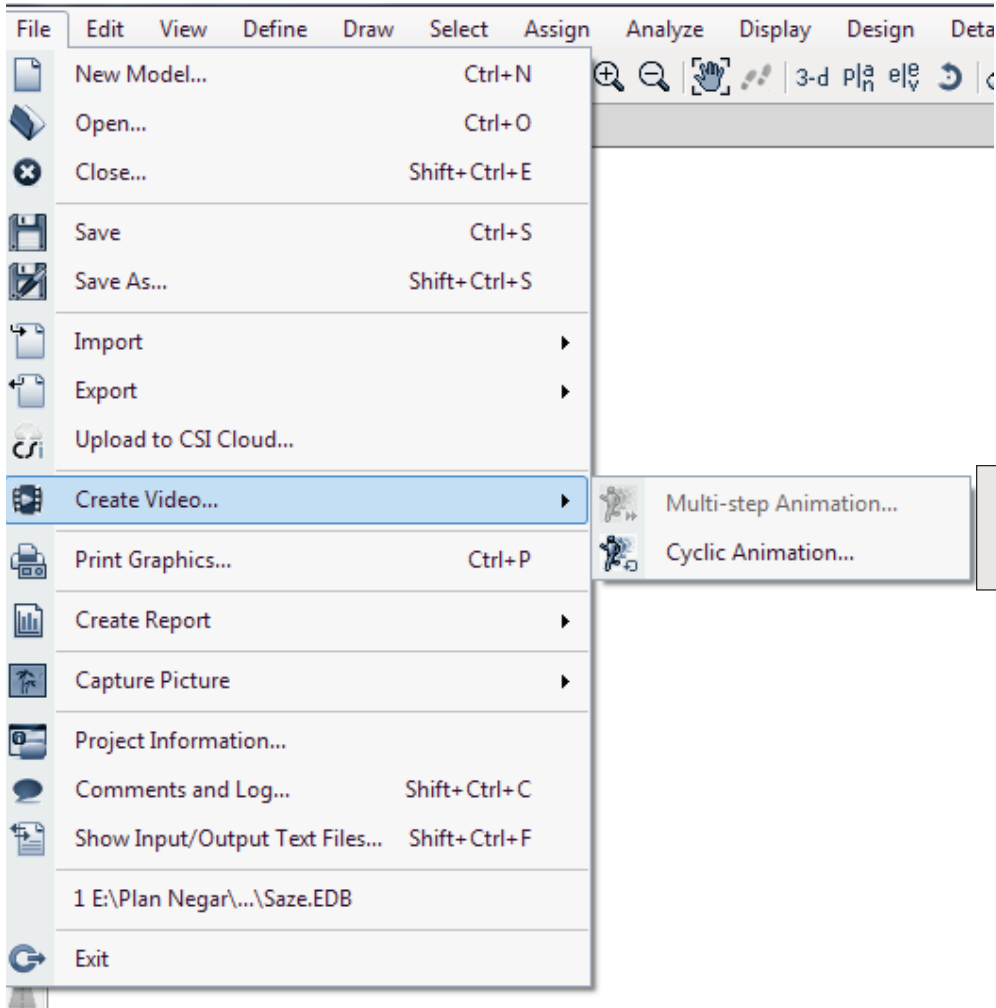 File Edit View Define Draw Select Assign Analyze Display Design Deta
New Model... Ctrl+N
3-d
Open... Ctrl+O
Close... Shift+Ctrl+E
Save Ctrl+S
Save As... Shift+Ctrl+S
Import
Export
Upload to CSI Cloud...
Create Video...
Multi-step Animation...
Cyclic Animation...
Print Graphics... Ctrl+P
Create Report
Capture Picture
Project Information...
Comments and Log... Shift+Ctrl+C
Show Input/Output Text Files... Shift+Ctrl+F
1 E:\Plan Negar\...\Saze.EDB
Exit